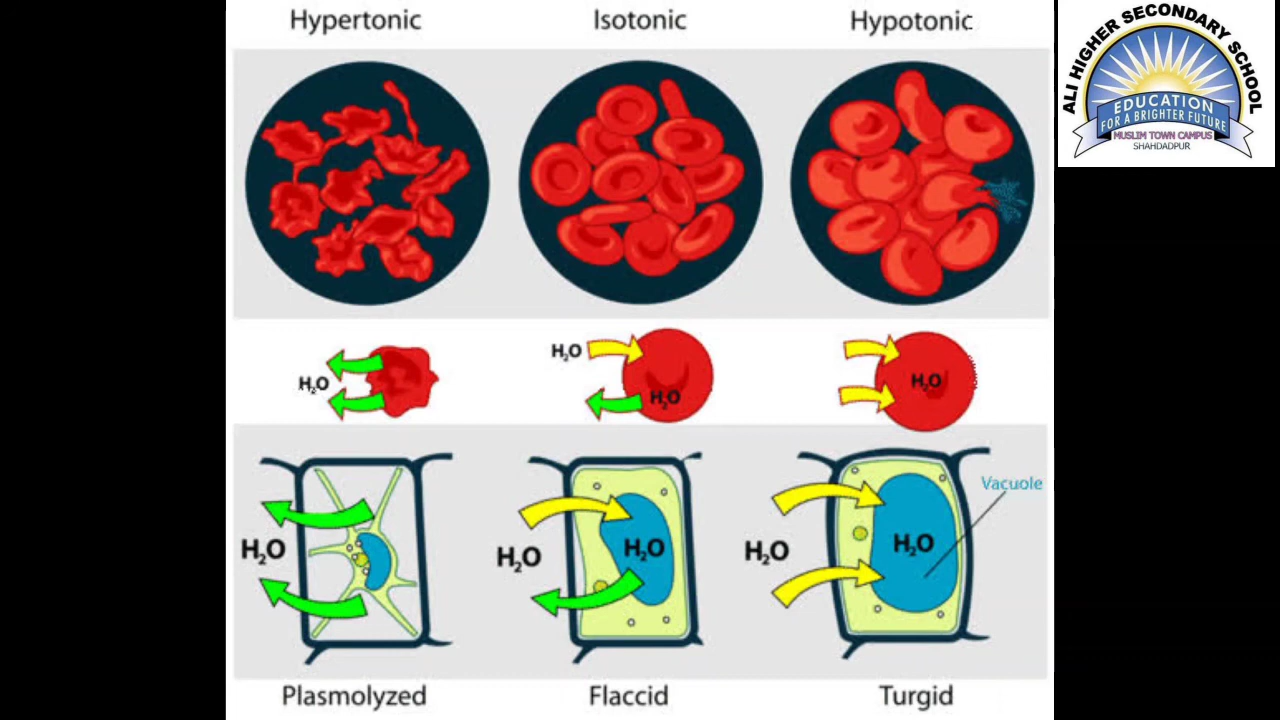 Hypertonic
Isotonic
Hypotonic
ALI HIGHER SECONDARY SCHOOL
EDUCATION
FOR A BRIGHTER FUTURE
MUSLIM TOWN CAMPUS
SHAHDADPUR
H₂O
H₂O
H₂O
H₂O
Vacuole
H₂O
H₂O
H₂O
H₂O
H₂O
Plasmolyzed
Flaccid
Turgid